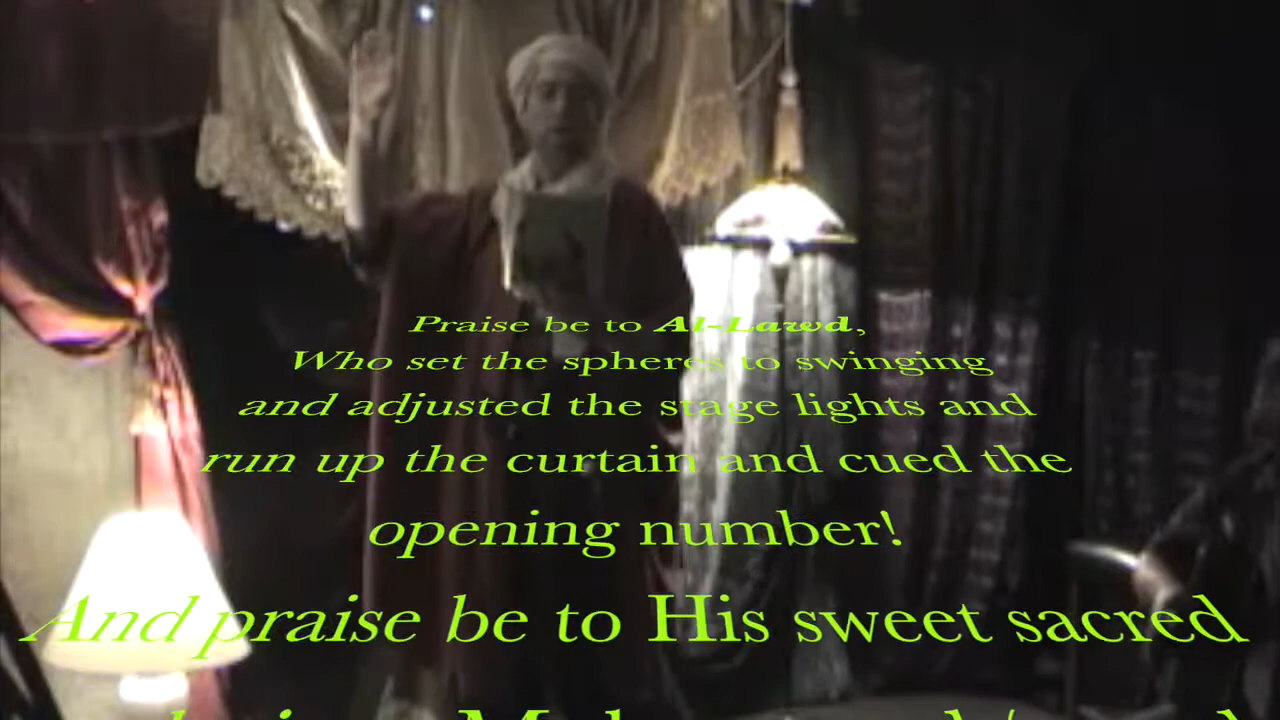 Praise be to Al-Lawd,
Who set the spheres to swinging
and adjusted the stage lights and
run up the curtain and cued the
opening number!
And praise be to His sweet sacred